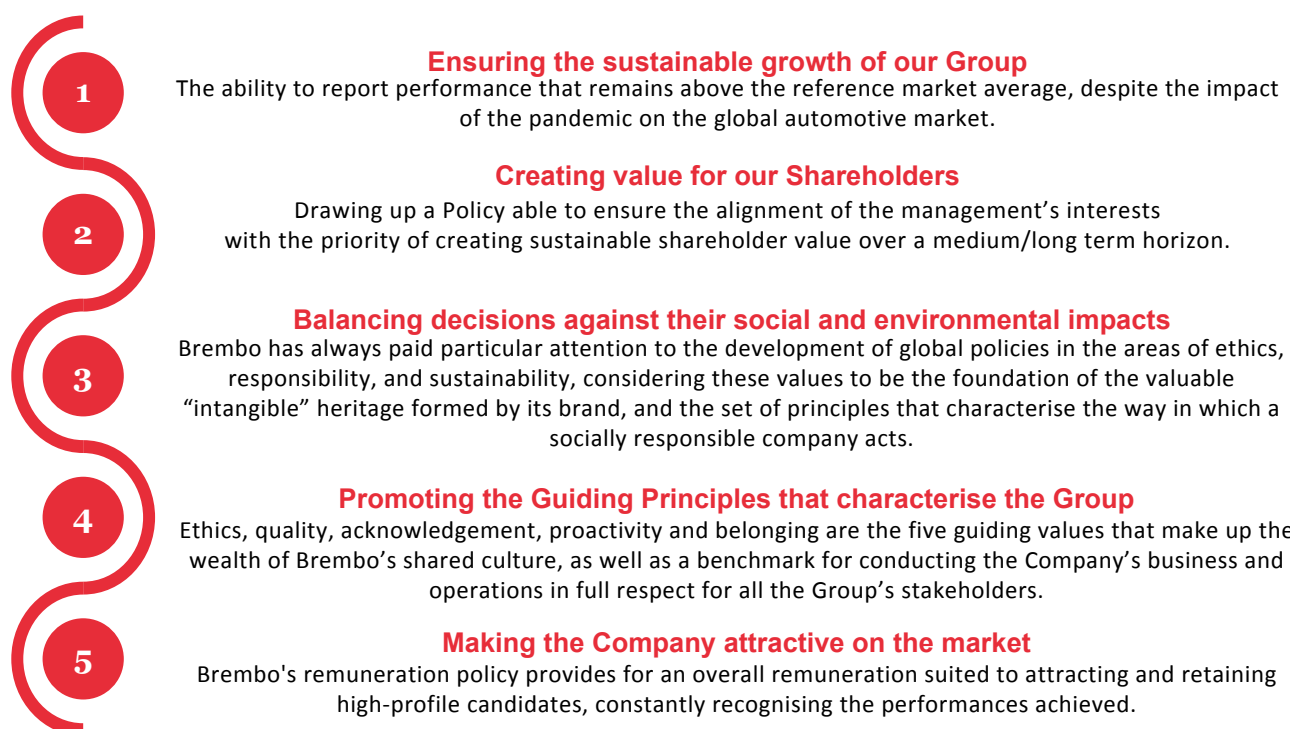 1
Ensuring the sustainable growth of our Group
The ability to report performance that remains above the reference market average, despite the impact
of the pandemic on the global automotive market.
2
Creating value for our Shareholders
Drawing up a Policy able to ensure the alignment of the management’s interests
with the priority of creating sustainable shareholder value over a medium/long term horizon.
3
Balancing decisions against their social and environmental impacts
Brembo has always paid particular attention to the development of global policies in the areas of ethics,
responsibility, and sustainability, considering these values to be the foundation of the valuable
“intangible” heritage formed by its brand, and the set of principles that characterise the way in which a
socially responsible company acts.
4
Promoting the Guiding Principles that characterise the Group
Ethics, quality, acknowledgement, proactivity and belonging are the five guiding values that make up the
wealth of Brembo’s shared culture, as well as a benchmark for conducting the Company’s business and
operations in full respect for all the Group’s stakeholders.
5
Making the Company attractive on the market
Brembo's remuneration policy provides for an overall remuneration suited to attracting and retaining
high-profile candidates, constantly recognising the performances achieved.